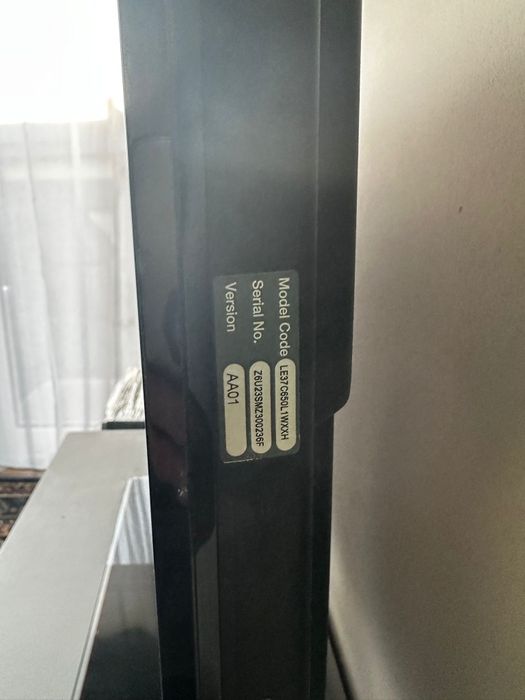 Model Code LE37C650L1WXXH
Serial No. Z6U23SMZ300236F
Version AA01